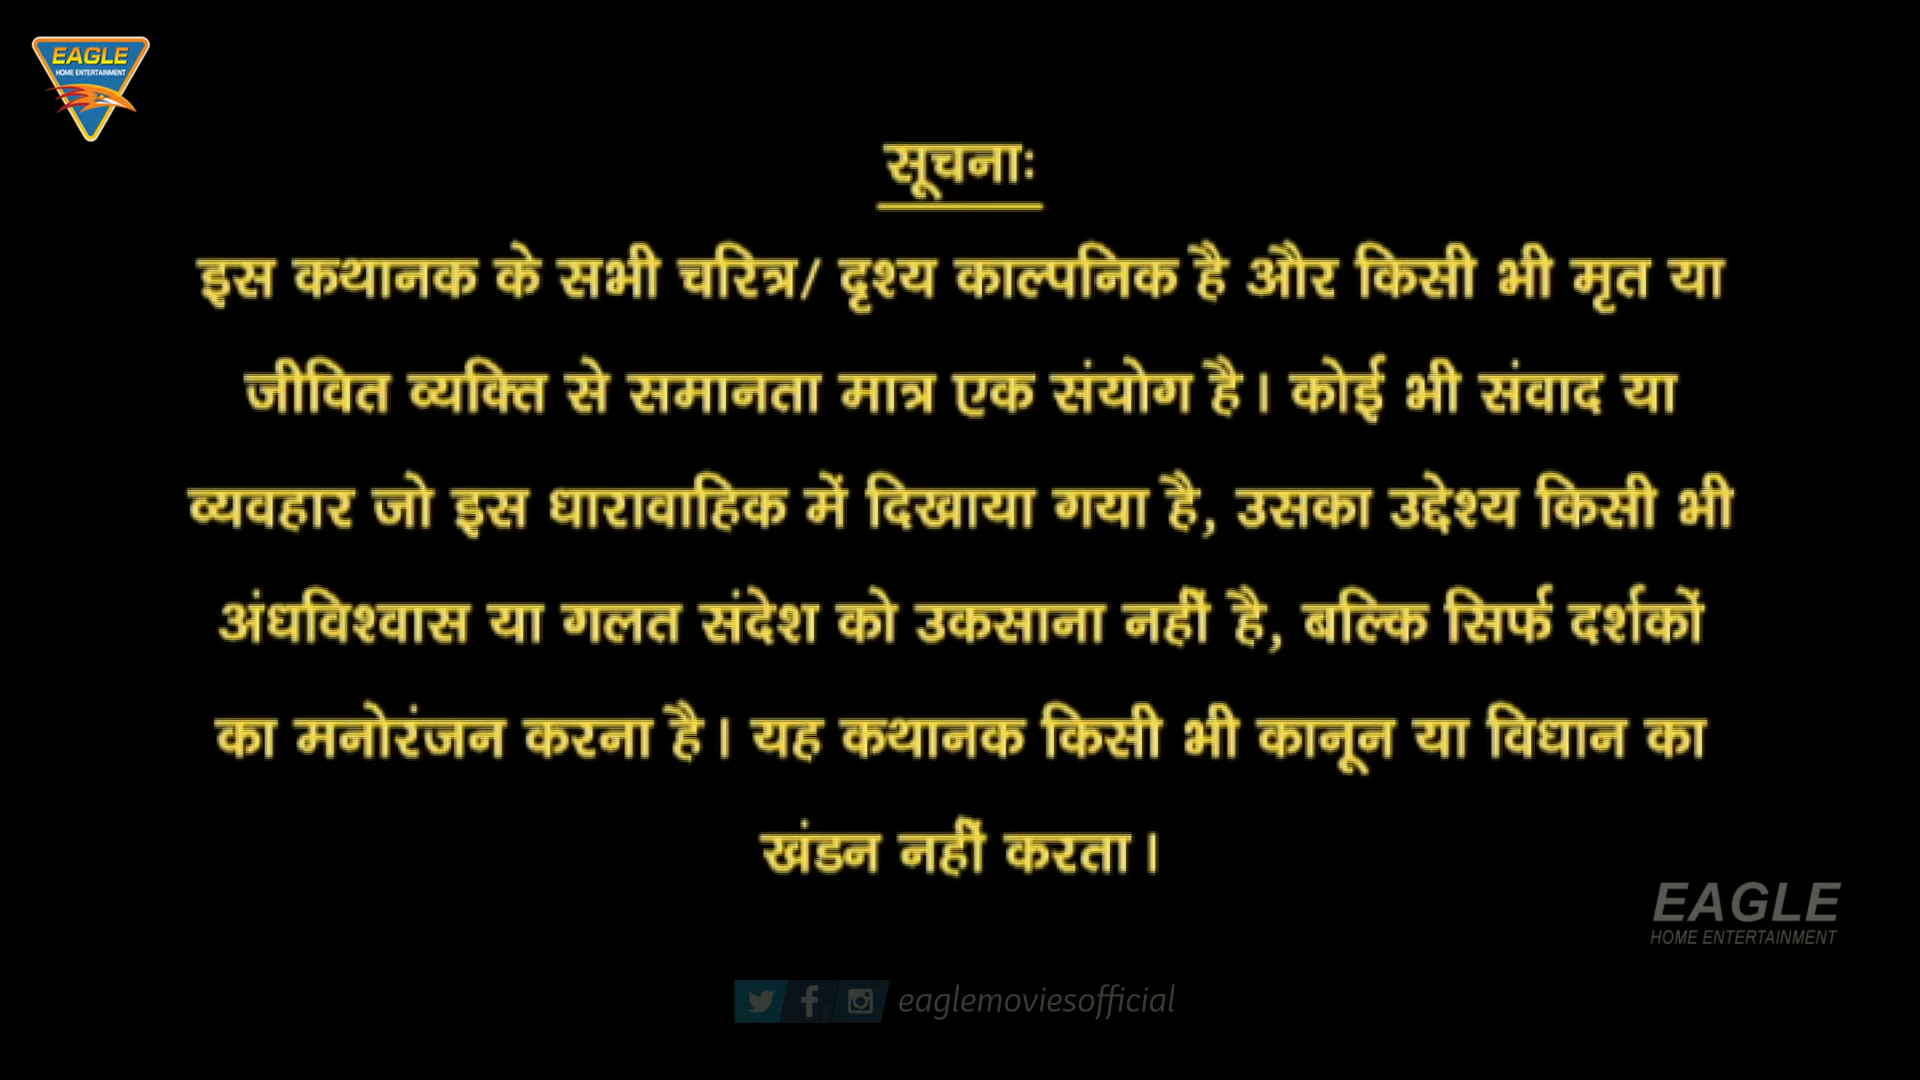 EAGLE
HOME ENTERTAINMENT
सूचनाः
इस कथानक के सभी चरित्र/ दृश्य काल्पनिक है और किसी भी मृत या
जीवित व्यक्ति से समानता मात्र एक संयोग है। कोई भी संवाद या
व्यवहार जो इस धारावाहिक में दिखाया गया है, उसका उद्देश्य किसी भी
अंधविश्वास या गलत संदेश को उकसाना नहीं है, बल्कि सिर्फ दर्शकों
का मनोरंजन करना है। यह कथानक किसी भी कानून या विधान का
खंडन नहीं करता।
EAGLE
HOME ENTERTAINMENT
eaglemoviesofficial